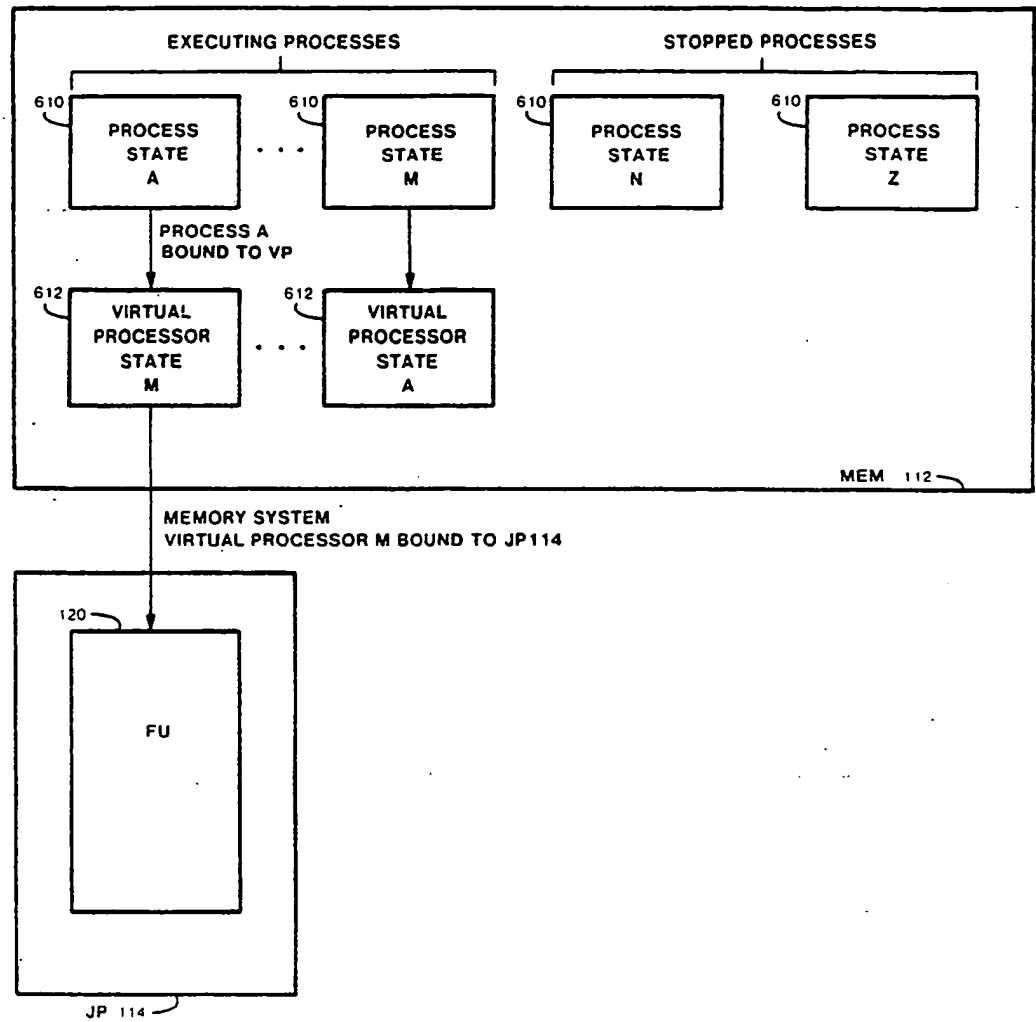 EXECUTING PROCESSES
STOPPED PROCESSES
610
PROCESS
STATE
A
. . .
610
PROCESS
STATE
M
610
PROCESS
STATE
N
610
PROCESS
STATE
Z
PROCESS A
BOUND TO VP
612
VIRTUAL
PROCESSOR
STATE
M
. . .
612
VIRTUAL
PROCESSOR
STATE
A
MEM 112
MEMORY SYSTEM
VIRTUAL PROCESSOR M BOUND TO JP114
120
FU
JP 114